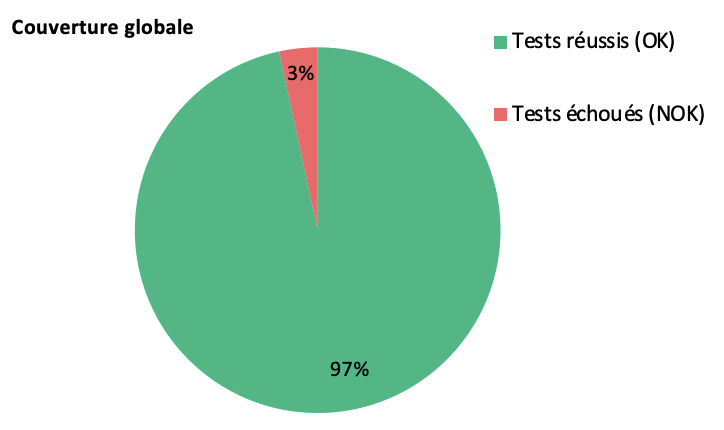 Couverture globale
Tests réussis (OK)
Tests échoués (NOK)
3%
97%